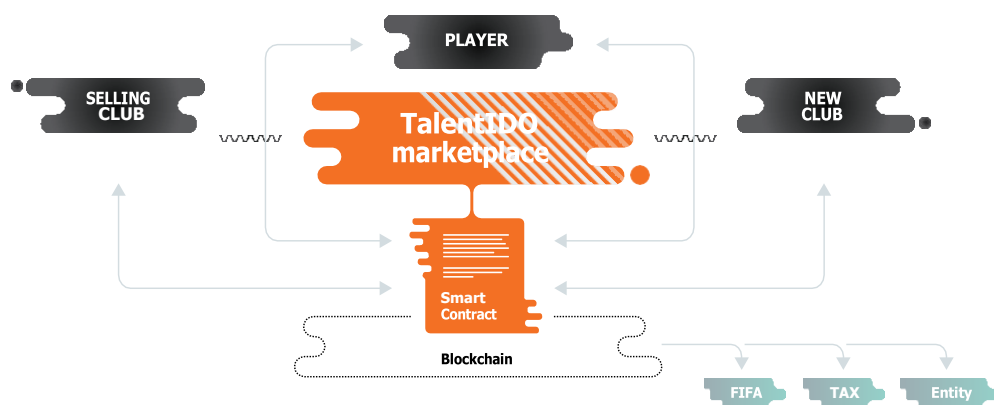 PLAYER
SELLING
CLUB
NEW
CLUB
TalentIDO
marketplace
Smart
Contract
Blockchain
FIFA
TAX
Entity